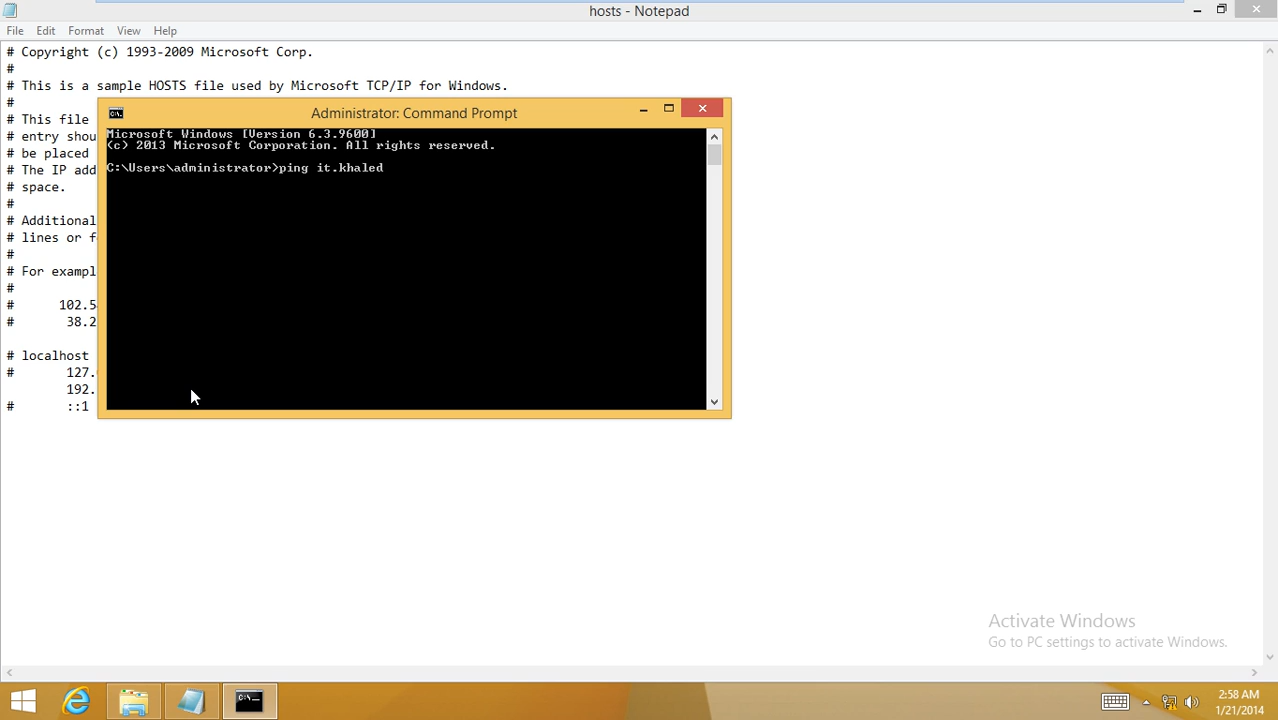 hosts - Notepad
File Edit Format View Help
# Copyright (c) 1993-2009 Microsoft Corp.
#
# This is a sample HOSTS file used by Microsoft TCP/IP for Windows.
#
# This file
# entry shou
# be placed
# The IP add
# space.
#
# Additional
# lines or f
#
# For exampl
#
# 102.5
# 38.2
# localhost
# 127.
192.
# ::1
Administrator: Command Prompt
Microsoft Windows [Version 6.3.9600]
(c) 2013 Microsoft Corporation. All rights reserved.
C:\Users\administrator>ping it.khaled
Activate Windows
Go to PC settings to activate Windows.
2:58 AM
1/21/2014